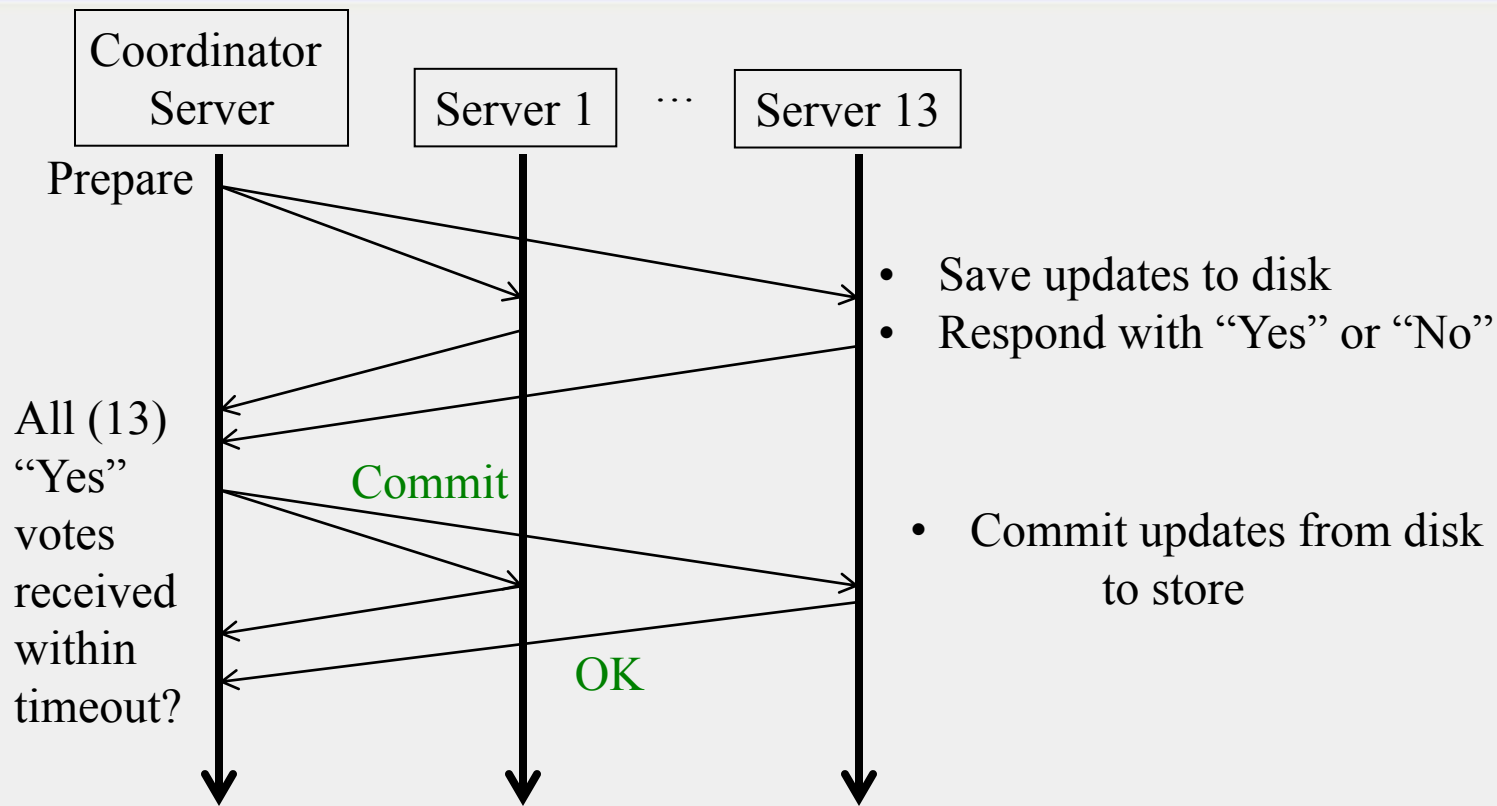 Coordinator
Server
Server 1
…
Server 13
Prepare
• Save updates to disk
• Respond with “Yes” or “No”
All (13)
“Yes”
votes
received
within
timeout?
Commit
• Commit updates from disk
to store
OK